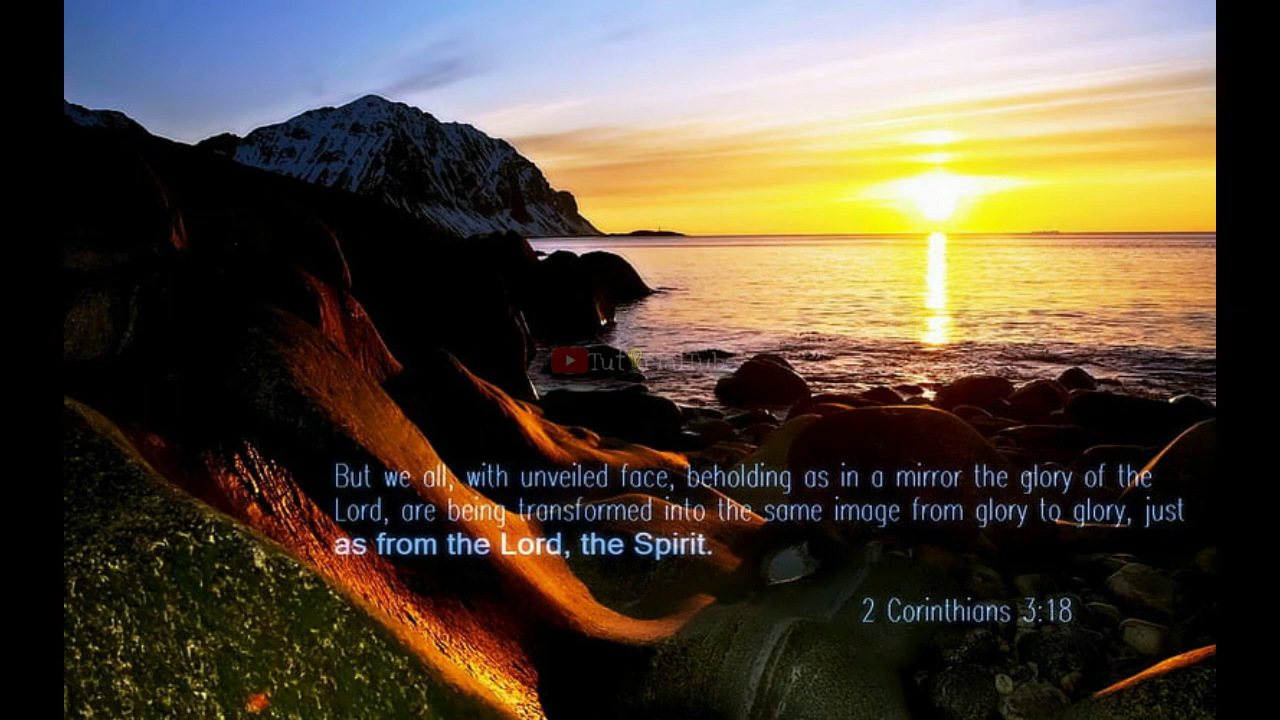 But we all, with unveiled face, beholding as in a mirror the glory of the
Lord, are being transformed into the same image from glory to glory, just
as from the Lord, the Spirit.
2 Corinthians 3:18